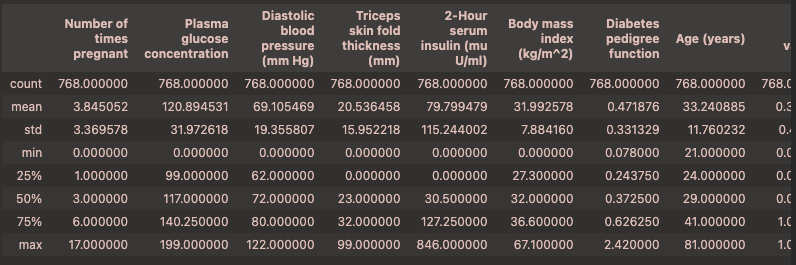 Number of times pregnant Plasma glucose concentration Diastolic blood pressure (mm Hg) Triceps skin fold thickness (mm) 2-Hour serum insulin (mu U/ml) Body mass index (kg/m^2) Diabetes pedigree function Age (years)
count 768.000000 768.000000 768.000000 768.000000 768.000000 768.000000 768.000000 768.000000 768.0
mean 3.845052 120.894531 69.105469 20.536458 79.799479 31.992578 0.471876 33.240885 0.3
std 3.369578 31.972618 19.355807 15.952218 115.244002 7.884160 0.331329 11.760232 0.4
min 0.000000 0.000000 0.000000 0.000000 0.000000 0.000000 0.078000 21.000000 0.0
25% 1.000000 99.000000 62.000000 0.000000 0.000000 27.300000 0.243750 24.000000 0.0
50% 3.000000 117.000000 72.000000 23.000000 30.500000 32.000000 0.372500 29.000000 0.0
75% 6.000000 140.250000 80.000000 32.000000 127.250000 36.600000 0.626250 41.000000 1.0
max 17.000000 199.000000 122.000000 99.000000 846.000000 67.100000 2.420000 81.000000 1.0